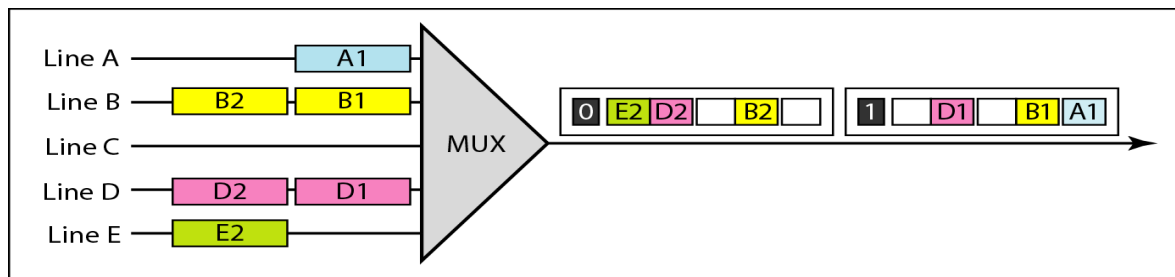 Line A A1
Line B B2 B1
Line C
Line D D2 D1
Line E E2
MUX
0 E2 D2 B2
1 D1 B1 A1